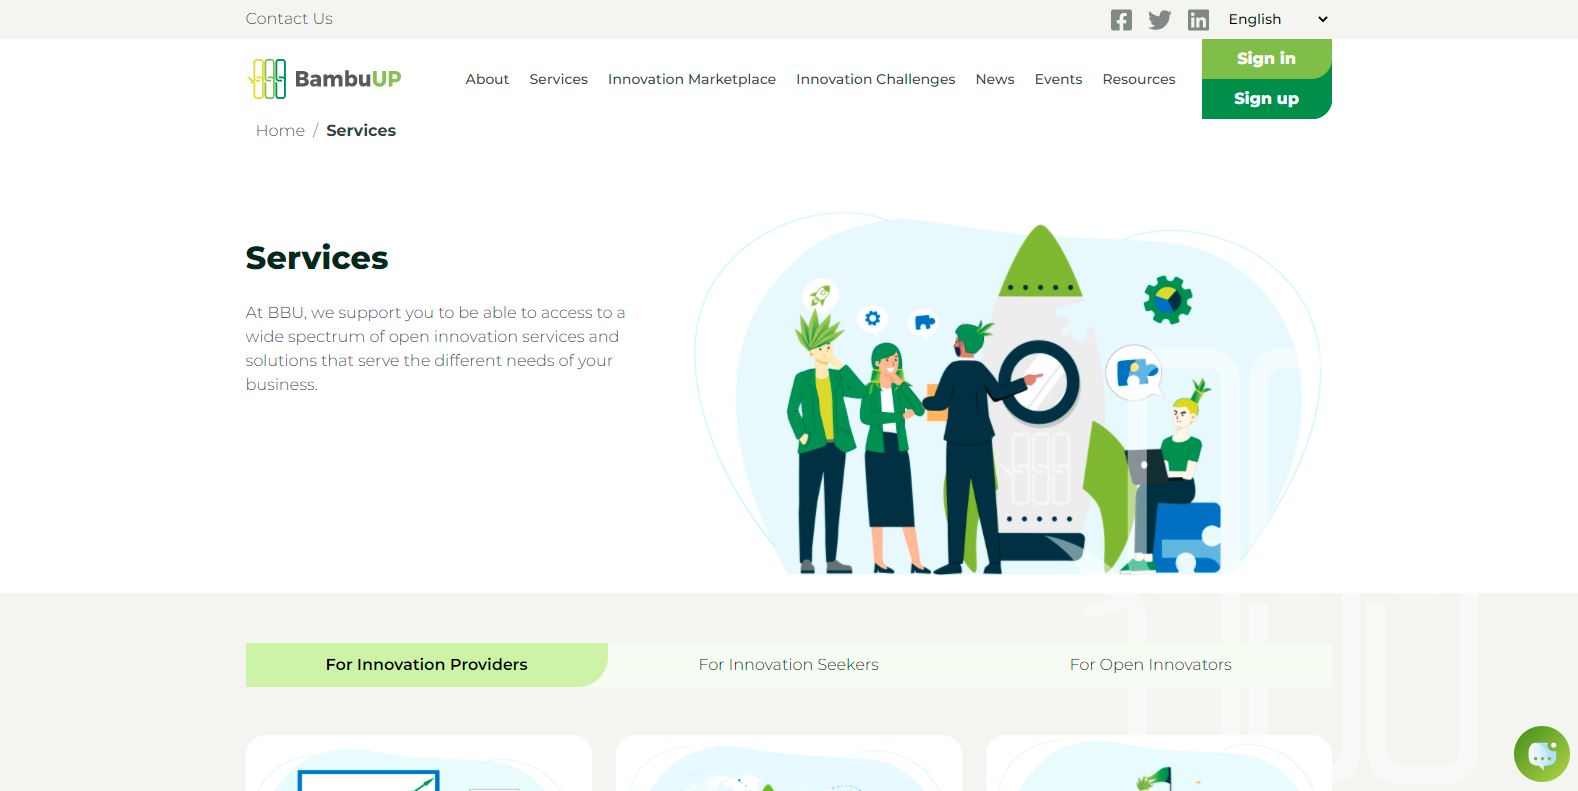 Contact Us
English
BambuUP
About Services Innovation Marketplace Innovation Challenges News Events Resources
Sign in
Sign up
Home / Services
Services
At BBU, we support you to be able to access to a
wide spectrum of open innovation services and
solutions that serve the different needs of your
business.
For Innovation Providers
For Innovation Seekers
For Open Innovators